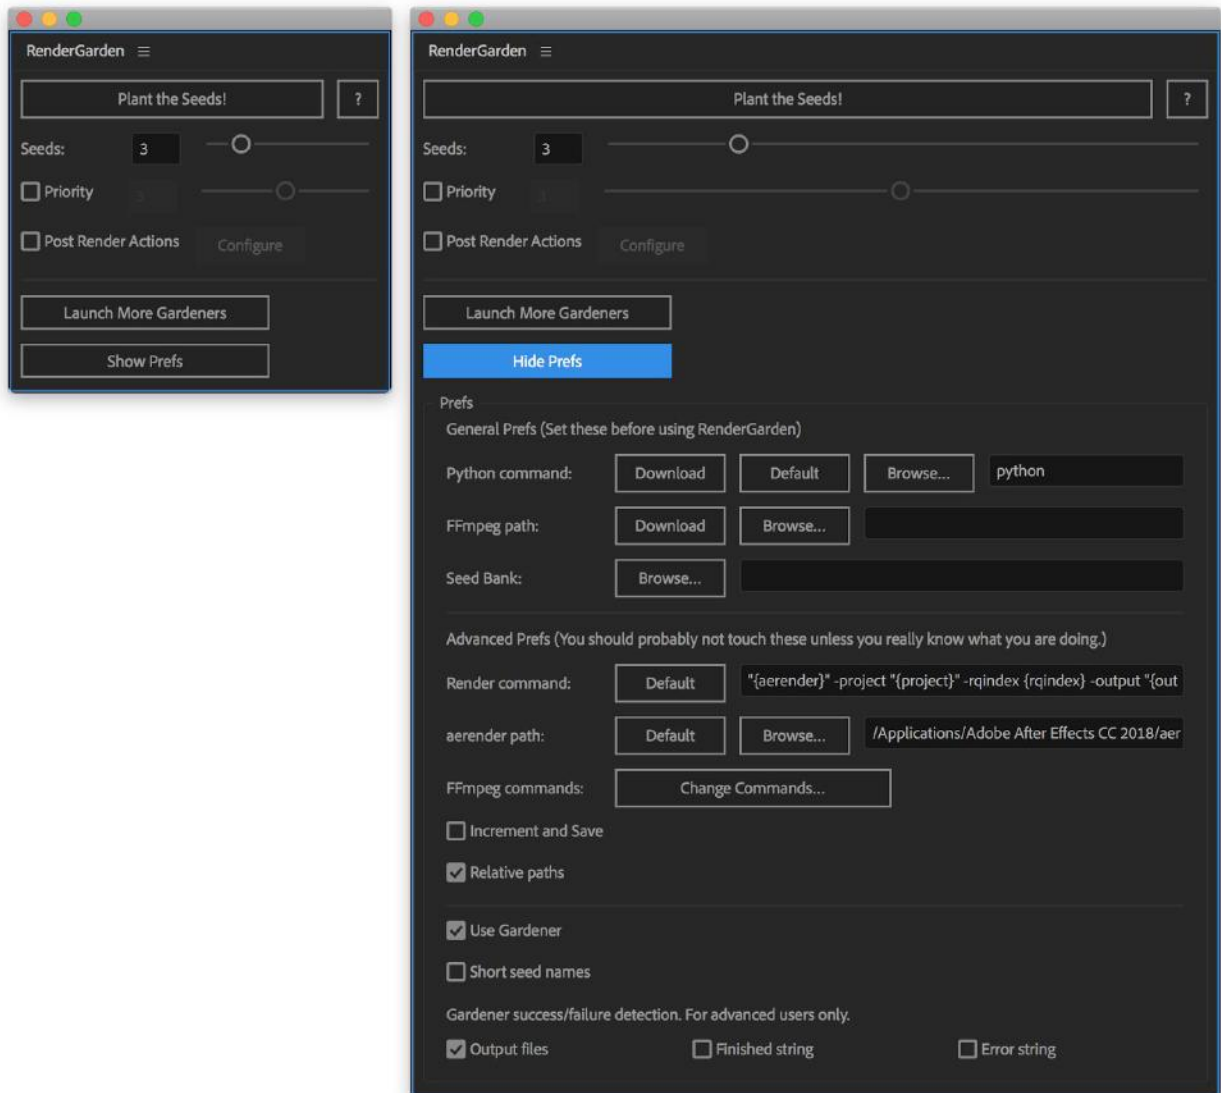 RenderGarden
Plant the Seeds! ?
Seeds: 3
Priority
Post Render Actions Configure
Launch More Gardeners
Show Prefs
RenderGarden
Plant the Seeds! ?
Seeds: 3
Priority
Post Render Actions Configure
Launch More Gardeners
Hide Prefs
Prefs
General Prefs (Set these before using RenderGarden)
Python command: Download Default Browse... python
FFmpeg path: Download Browse...
Seed Bank: Browse...
Advanced Prefs (You should probably not touch these unless you really know what you are doing.)
Render command: Default "{aerender}" -project "{project}" -rqindex {rqindex} -output "{out
aerender path: Default Browse... /Applications/Adobe After Effects CC 2018/aer
FFmpeg commands: Change Commands...
Increment and Save
Relative paths
Use Gardener
Short seed names
Gardener success/failure detection. For advanced users only.
Output files Finished string Error string